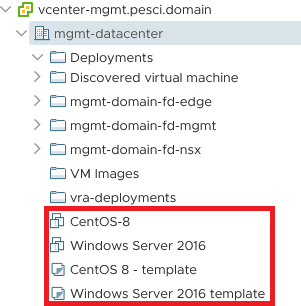 vcenter-mgmt.pesci.domain
mgmt-datacenter
Deployments
Discovered virtual machine
mgmt-domain-fd-edge
mgmt-domain-fd-mgmt
mgmt-domain-fd-nsx
VM Images
vra-deployments
CentOS-8
Windows Server 2016
CentOS 8 - template
Windows Server 2016 template